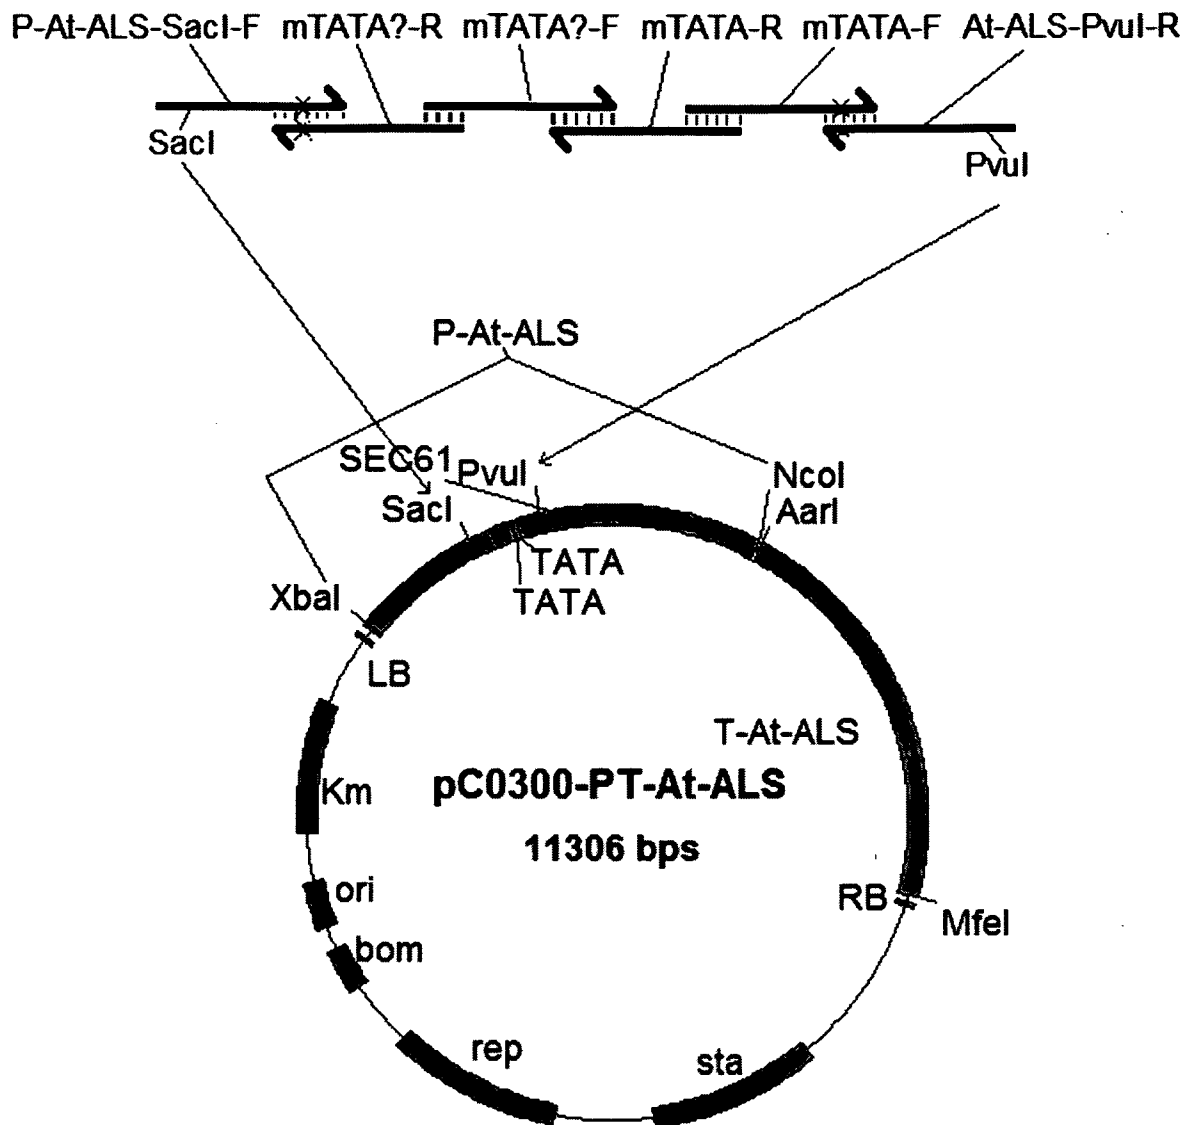 P-At-ALS-SacI-F mTATA?-R mTATA?-F mTATA-R mTATA-F At-ALS-PvuI-R
SacI
PvuI
P-At-ALS
SEC61 PvuI
NcoI
SacI
AarI
TATA
TATA
XbaI
LB
T-At-ALS
Km
pC0300-PT-At-ALS
11306 bps
ori
RB
MfeI
bom
rep
sta